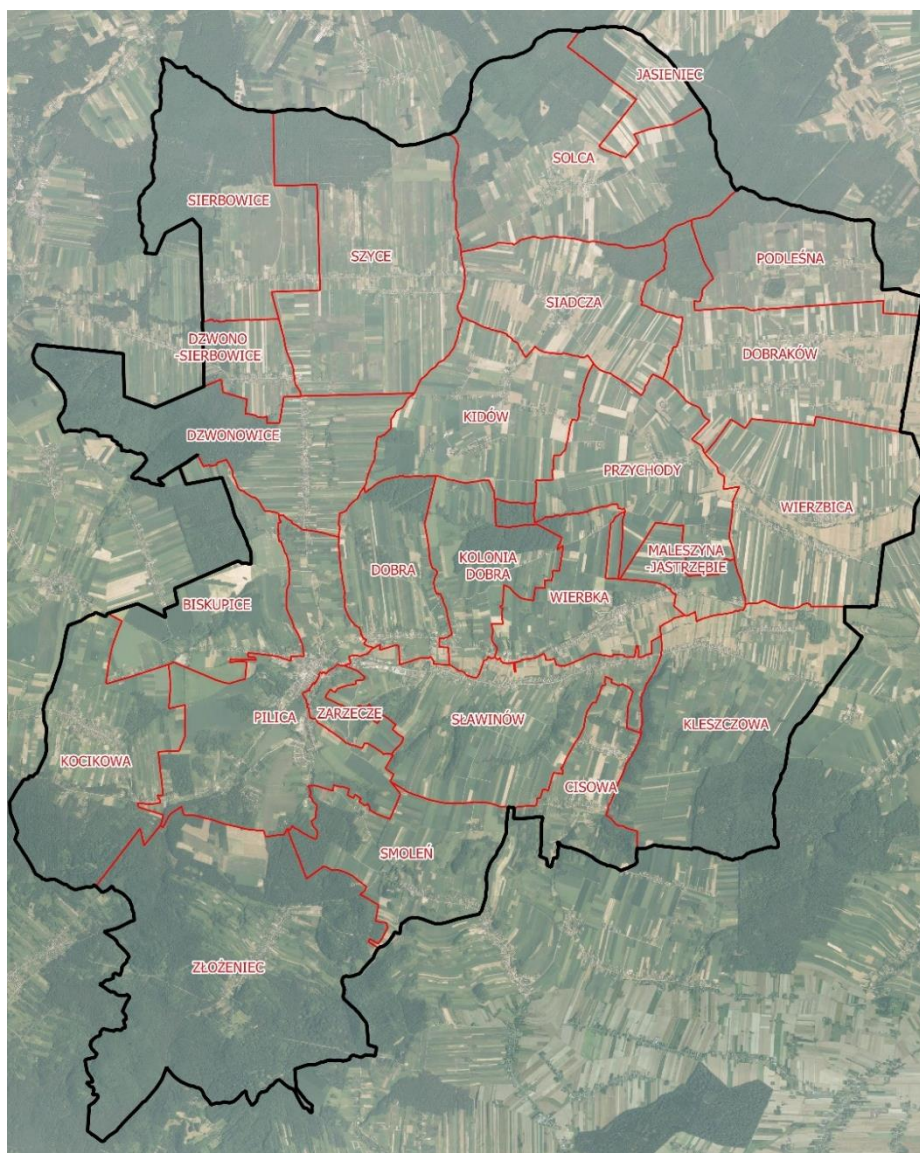 JASIENIEC
SOLCA
SIERBOWICE
SZYCE
PODLEŚNA
SIADCZA
DZWONO
-SIERBOWICE
DOBRAKÓW
KIDÓW
DZWONOWICE
PRZYCHODY
WIERZBICA
DOBRA
KOLONIA
DOBRA
MALESZYNA
-JASTRZĘBIE
WIERBKA
BISKUPICE
PILICA
ZARZECZE
SŁAWINÓW
KLESZCZOWA
KOCIKOWA
CISOWA
SMOLEŃ
ZŁOŻENIEC